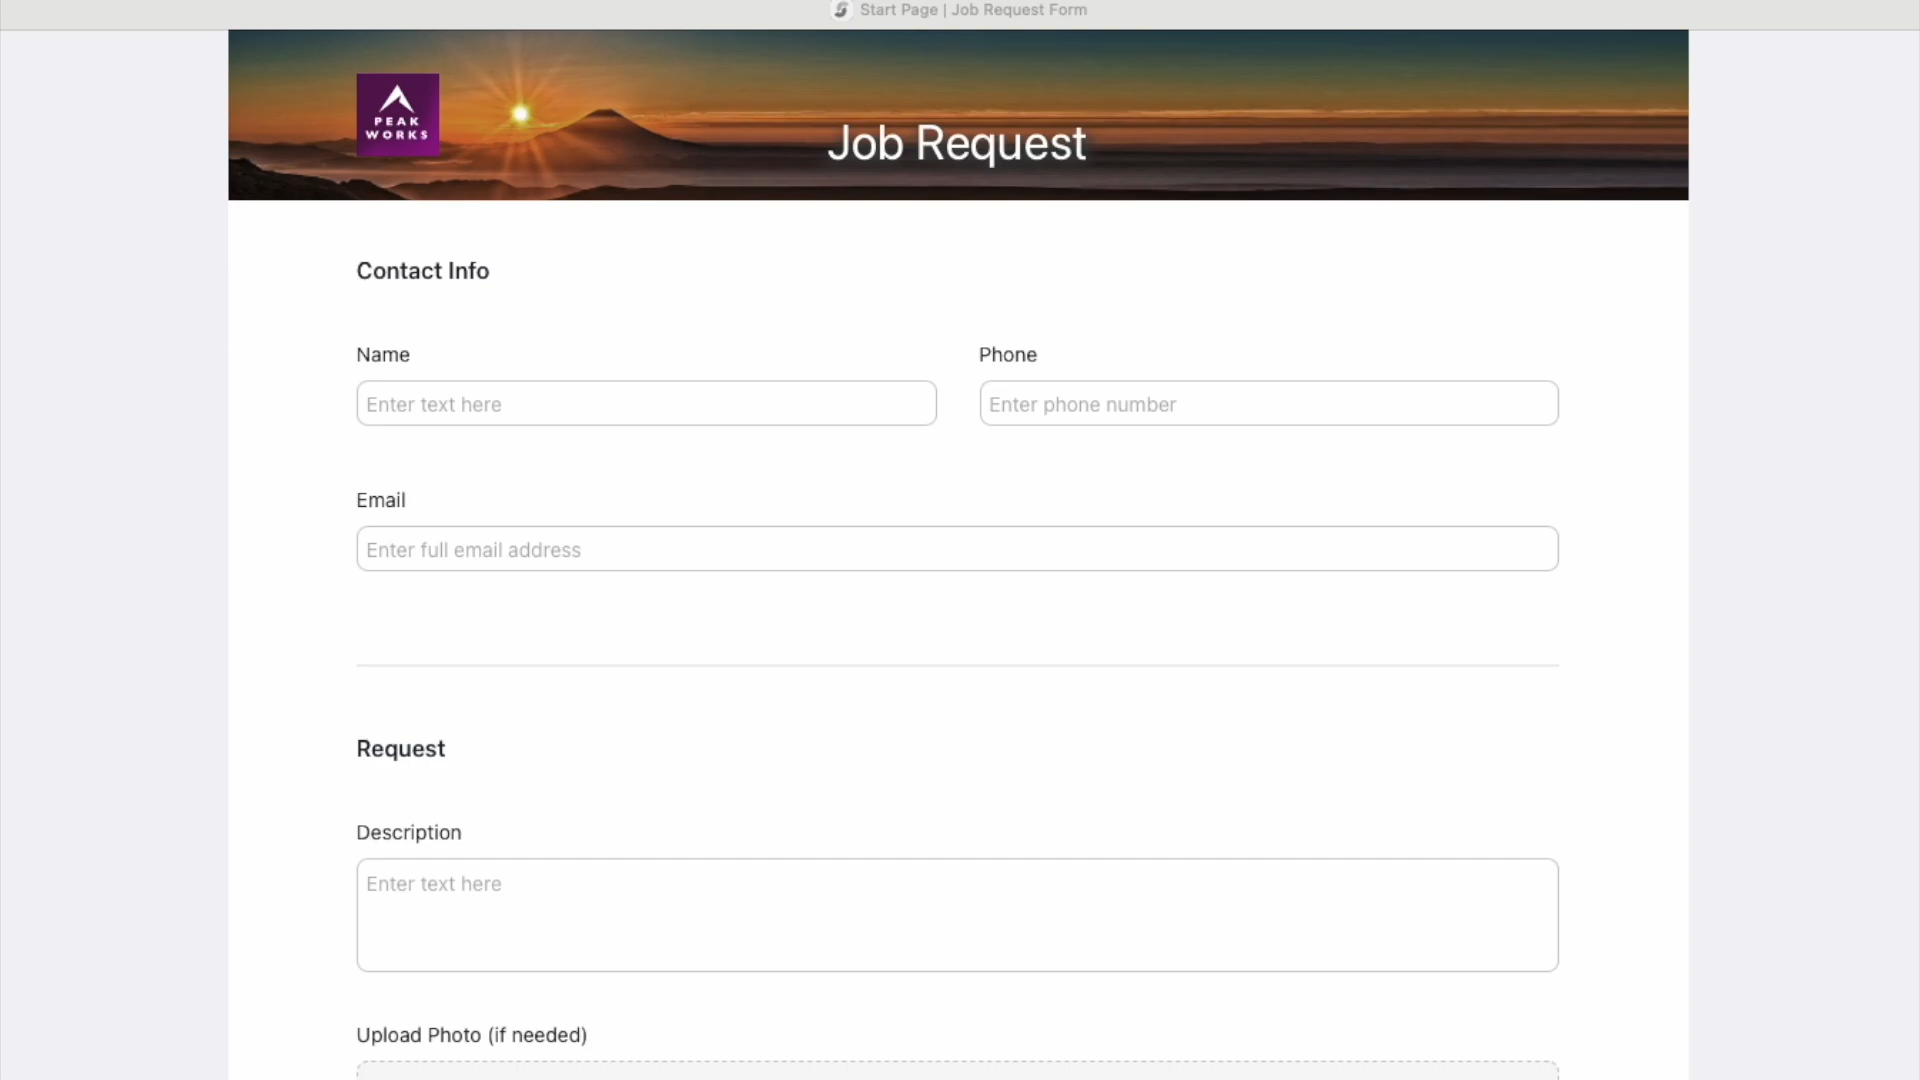 Start Page | Job Request Form
PEAK
WORKS
Job Request
Contact Info
Name
Phone
Enter text here
Enter phone number
Email
Enter full email address
Request
Description
Enter text here
Upload Photo (if needed)